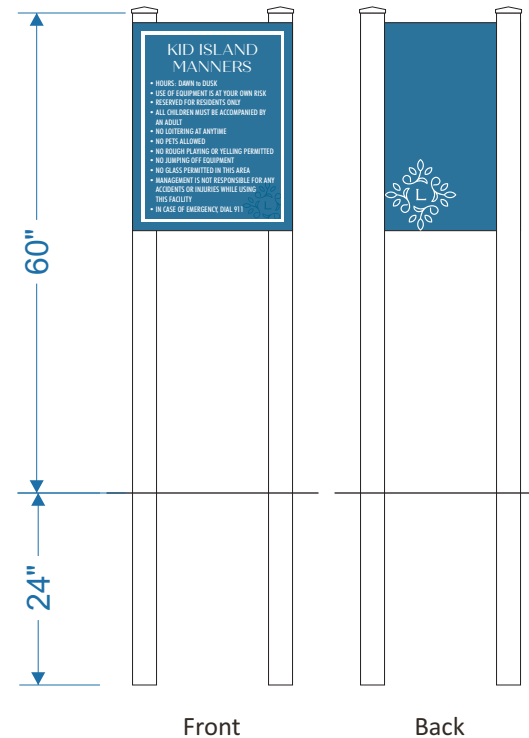 KID ISLAND
MANNERS
• HOURS: DAWN to DUSK
• USE OF EQUIPMENT IS AT YOUR OWN RISK
• RESERVED FOR RESIDENTS ONLY
• ALL CHILDREN MUST BE ACCOMPANIED BY
AN ADULT
• NO LOITERING AT ANYTIME
• NO PETS ALLOWED
• NO ROUGH PLAYING OR YELLING PERMITTED
• NO JUMPING OFF EQUIPMENT
• NO GLASS PERMITTED IN THIS AREA
• MANAGEMENT IS NOT RESPONSIBLE FOR ANY
ACCIDENTS OR INJURIES WHILE USING
THIS FACILITY
• IN CASE OF EMERGENCY, DIAL 911
L
L
60"
24"
Front
Back